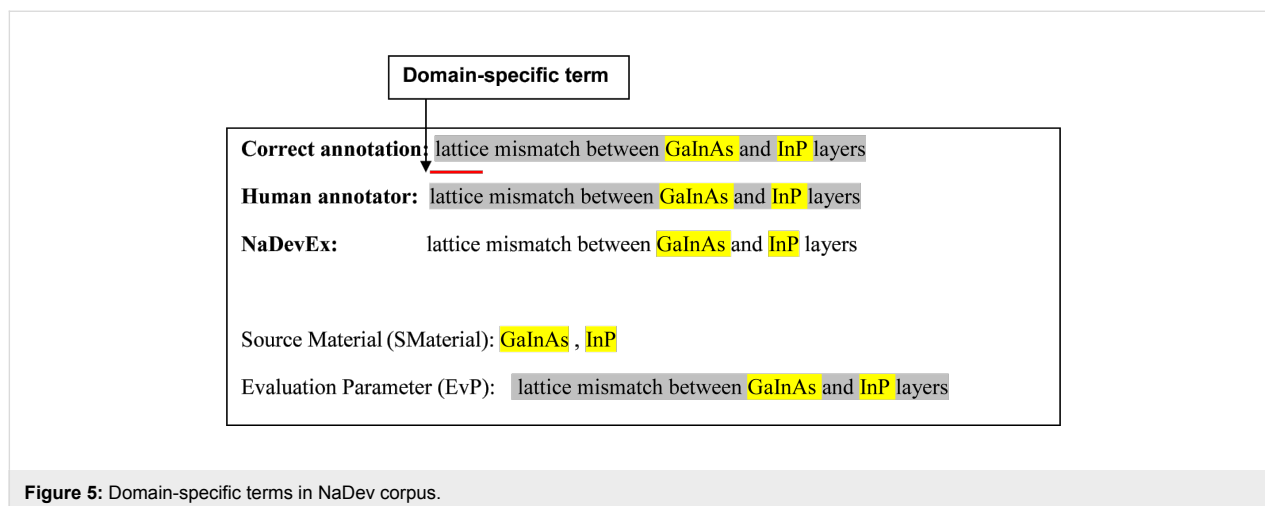 Domain-specific term
Correct annotation: lattice mismatch between GaInAs and InP layers
Human annotator: lattice mismatch between GaInAs and InP layers
NaDevEx: lattice mismatch between GaInAs and InP layers
Source Material (SMaterial): GaInAs , InP
Evaluation Parameter (EvP): lattice mismatch between GaInAs and InP layers
Figure 5: Domain-specific terms in NaDev corpus.